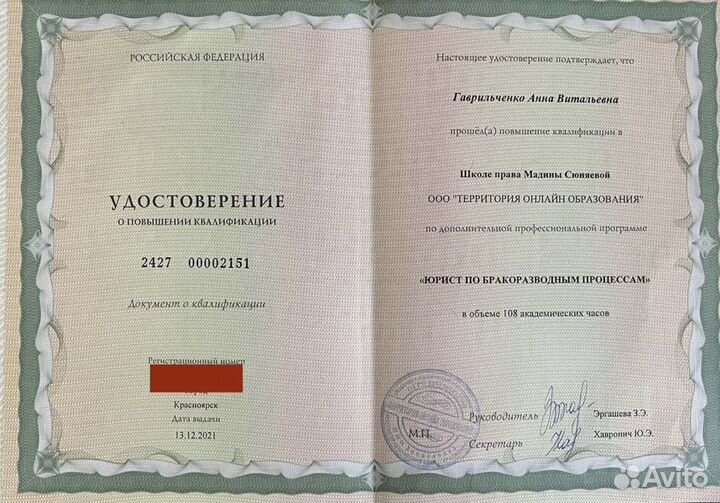 РОССИЙСКАЯ ФЕДЕРАЦИЯ
УДОСТОВЕРЕНИЕ
О ПОВЫШЕНИИ КВАЛИФИКАЦИИ
2427 00002151
Документ о квалификации
Регистрационный номер
Город
Красноярск
Дата выдачи
13.12.2021
Настоящее удостоверение подтверждает, что
Гаврильченко Анна Витальевна
прошёл(а) повышение квалификации в
Школе права Мадины Сюняевой
ООО "ТЕРРИТОРИЯ ОНЛАЙН ОБРАЗОВАНИЯ"
по дополнительной профессиональной программе
«ЮРИСТ ПО БРАКОРАЗВОДНЫМ ПРОЦЕССАМ»
в объеме 108 академических часов
Руководитель Эргашева З.Э.
М.П.
Секретарь Хавронич Ю.Э.
Avito